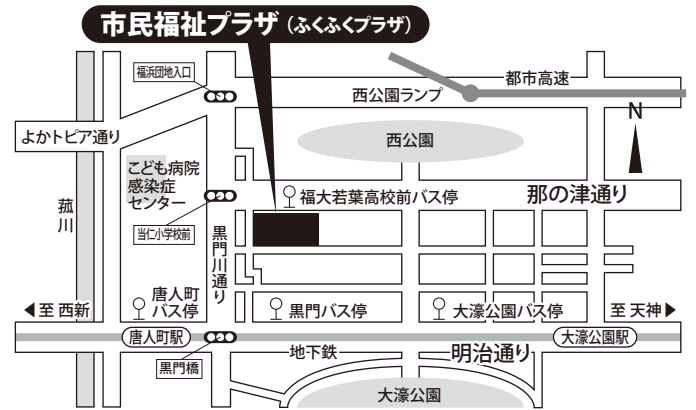 市民福祉プラザ（ふくふくプラザ）
福浜団地入口
都市高速
西公園ランプ
N
よかトピア通り
西公園
こども病院
感染症
センター
福大若葉高校前バス停
那の津通り
菰川
当仁小学校前
黒門川通り
唐人町
バス停
黒門バス停
大濠公園バス停
◀至 西新
至 天神▶
唐人町駅
大濠公園駅
地下鉄
明治通り
黒門橋
大濠公園